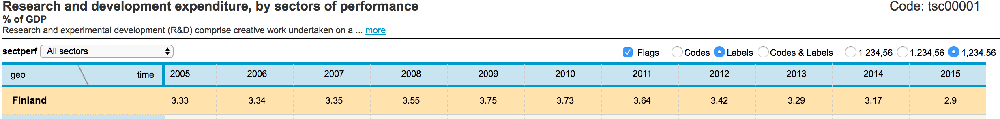 Research and development expenditure, by sectors of performance
Code: tsc00001
% of GDP
Research and experimental development (R&D) comprise creative work undertaken on a ... more
sectperf All sectors Flags Codes Labels Codes & Labels 1 234,56 1.234,56 1,234.56
geo time 2005 2006 2007 2008 2009 2010 2011 2012 2013 2014 2015
Finland 3.33 3.34 3.35 3.55 3.75 3.73 3.64 3.42 3.29 3.17 2.9